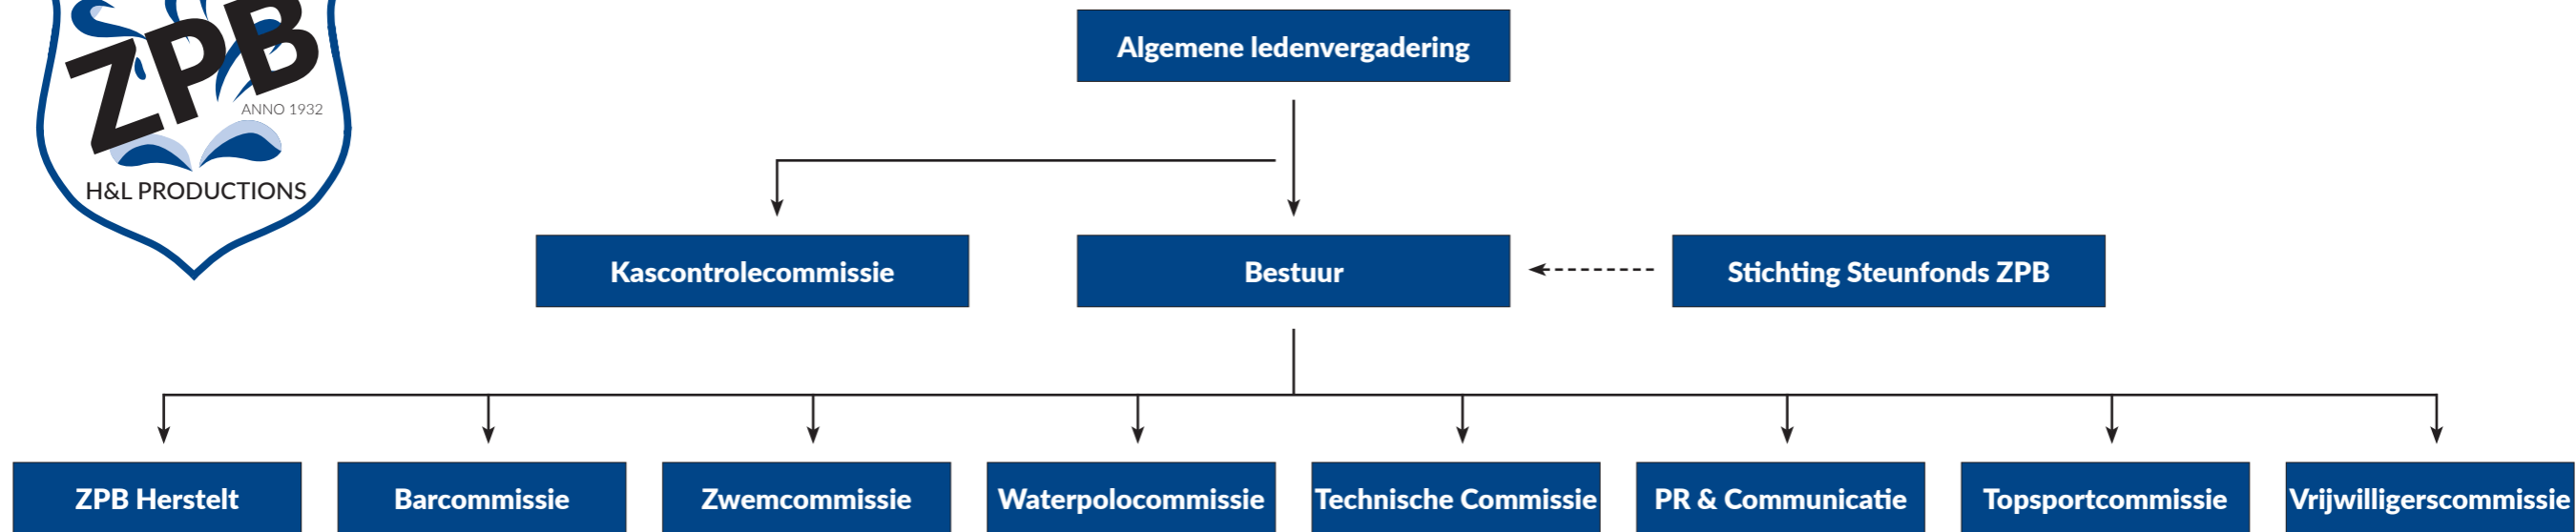 ZPB
ANNO 1932
H&L PRODUCTIONS
Algemene ledenvergadering
Kascontrolecommissie
Bestuur
Stichting Steunfonds ZPB
ZPB Herstelt
Barcommissie
Zwemcommissie
Waterpolocommissie
Technische Commissie
PR & Communicatie
Topsportcommissie
Vrijwilligerscommissie